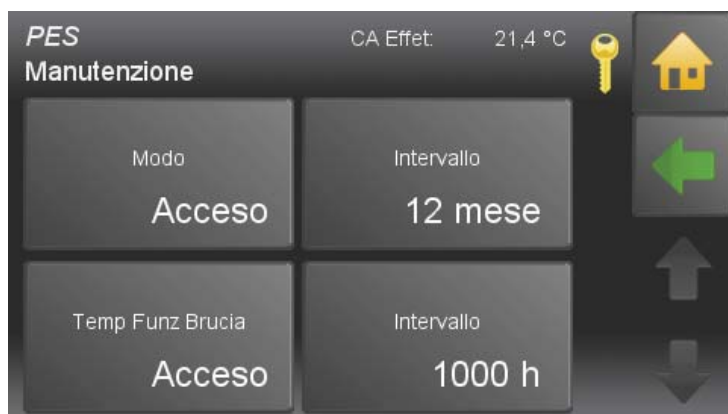 PES CA Effet: 21,4 °C
Manutenzione
Modo
Acceso
Intervallo
12 mese
Temp Funz Brucia
Acceso
Intervallo
1000 h